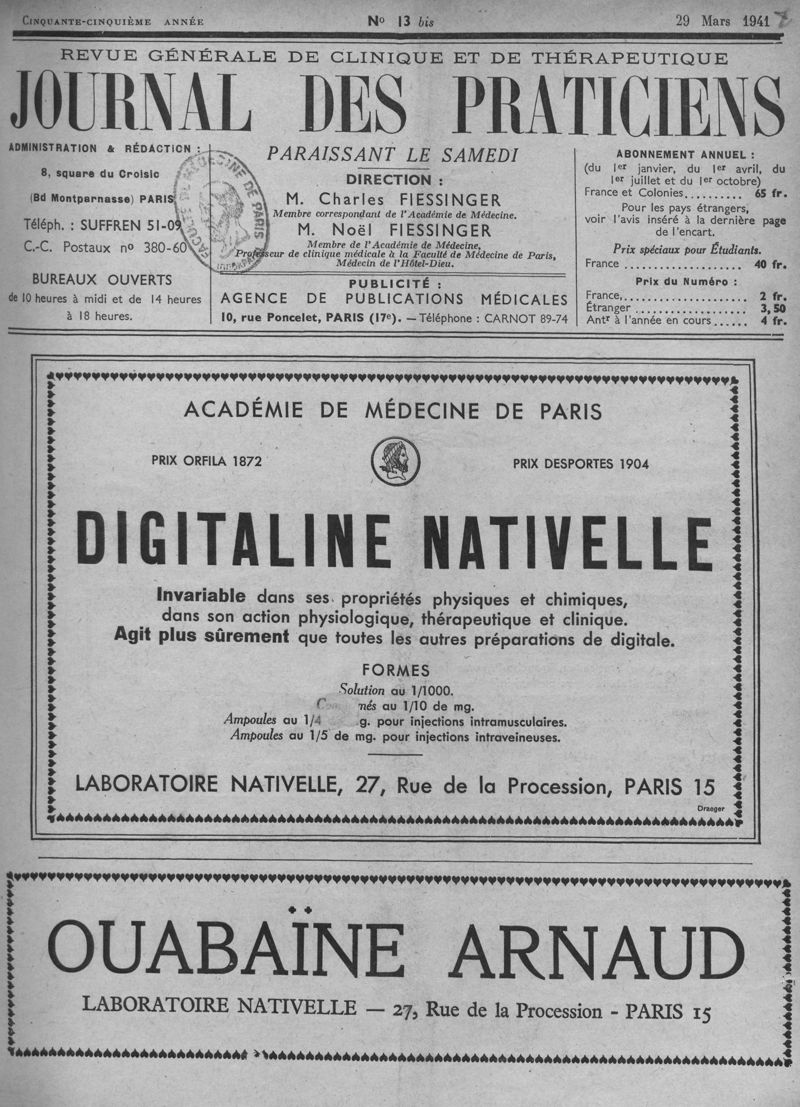 CINQUANTE-CINQUIÈME ANNÉE
No 13 bis
29 Mars 1941
REVUE GÉNÉRALE DE CLINIQUE ET DE THÉRAPEUTIQUE
JOURNAL DES PRATICIENS
ADMINISTRATION & RÉDACTION :
8, square du Croisic
(Bd Montparnasse) PARIS
Téléph. : SUFFREN 51-09
C.-C. Postaux no 380-60
BUREAUX OUVERTS
de 10 heures à midi et de 14 heures
à 18 heures.
PARAISSANT LE SAMEDI
DIRECTION :
M. Charles FIESSINGER
Membre correspondant de l'Académie de Médecine.
M. Noël FIESSINGER
Membre de l'Académie de Médecine,
Professeur de clinique médicale à la Faculté de Médecine de Paris,
Médecin de l'Hôtel-Dieu.
PUBLICITÉ :
AGENCE DE PUBLICATIONS MÉDICALES
10, rue Poncelet, PARIS (17e). — Téléphone : CARNOT 89-74
ABONNEMENT ANNUEL :
(du 1er janvier, du 1er avril, du
1er juillet et du 1er octobre)
France et Colonies.......... 65 fr.
Pour les pays étrangers,
voir l'avis inséré à la dernière page
de l'encart.
Prix spéciaux pour Étudiants.
France .................... 40 fr.
Prix du Numéro :
France,..................... 2 fr.
Étranger ................... 3,50
Antr à l'année en cours...... 4 fr.
ACADÉMIE DE MÉDECINE DE PARIS
PRIX ORFILA 1872
PRIX DESPORTES 1904
DIGITALINE NATIVELLE
Invariable dans ses propriétés physiques et chimiques,
dans son action physiologique, thérapeutique et clinique.
Agit plus sûrement que toutes les autres préparations de digitale.
FORMES
Solution au 1/1000.
nés au 1/10 de mg.
Ampoules au 1/4 g. pour injections intramusculaires.
Ampoules au 1/5 de mg. pour injections intraveineuses.
LABORATOIRE NATIVELLE, 27, Rue de la Procession, PARIS 15
Draeger
OUABAÏNE ARNAUD
LABORATOIRE NATIVELLE — 27, Rue de la Procession - PARIS 15